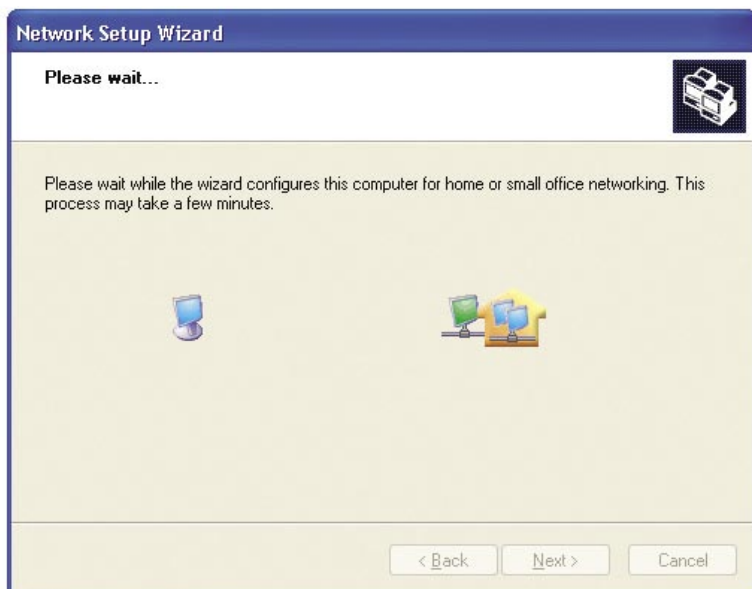 Network Setup Wizard
Please wait...
Please wait while the wizard configures this computer for home or small office networking. This
process may take a few minutes.
< Back
Next >
Cancel